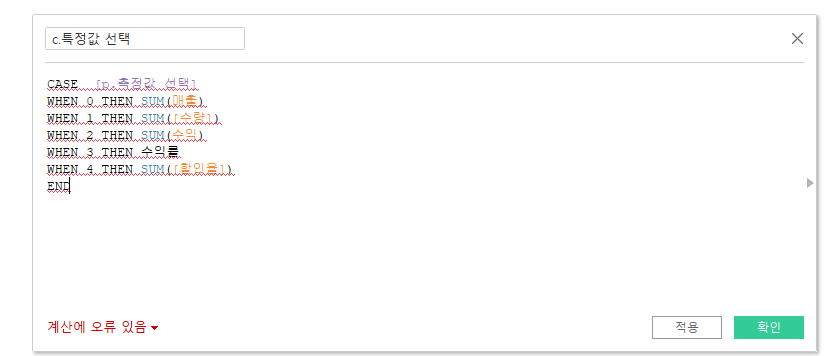 c.특정값 선택
CASE [p.측정값 선택]
WHEN 0 THEN SUM(매출)
WHEN 1 THEN SUM([수량])
WHEN 2 THEN SUM(수익)
WHEN 3 THEN 수익률
WHEN 4 THEN SUM([할인율])
END
계산에 오류 있음
적용
확인